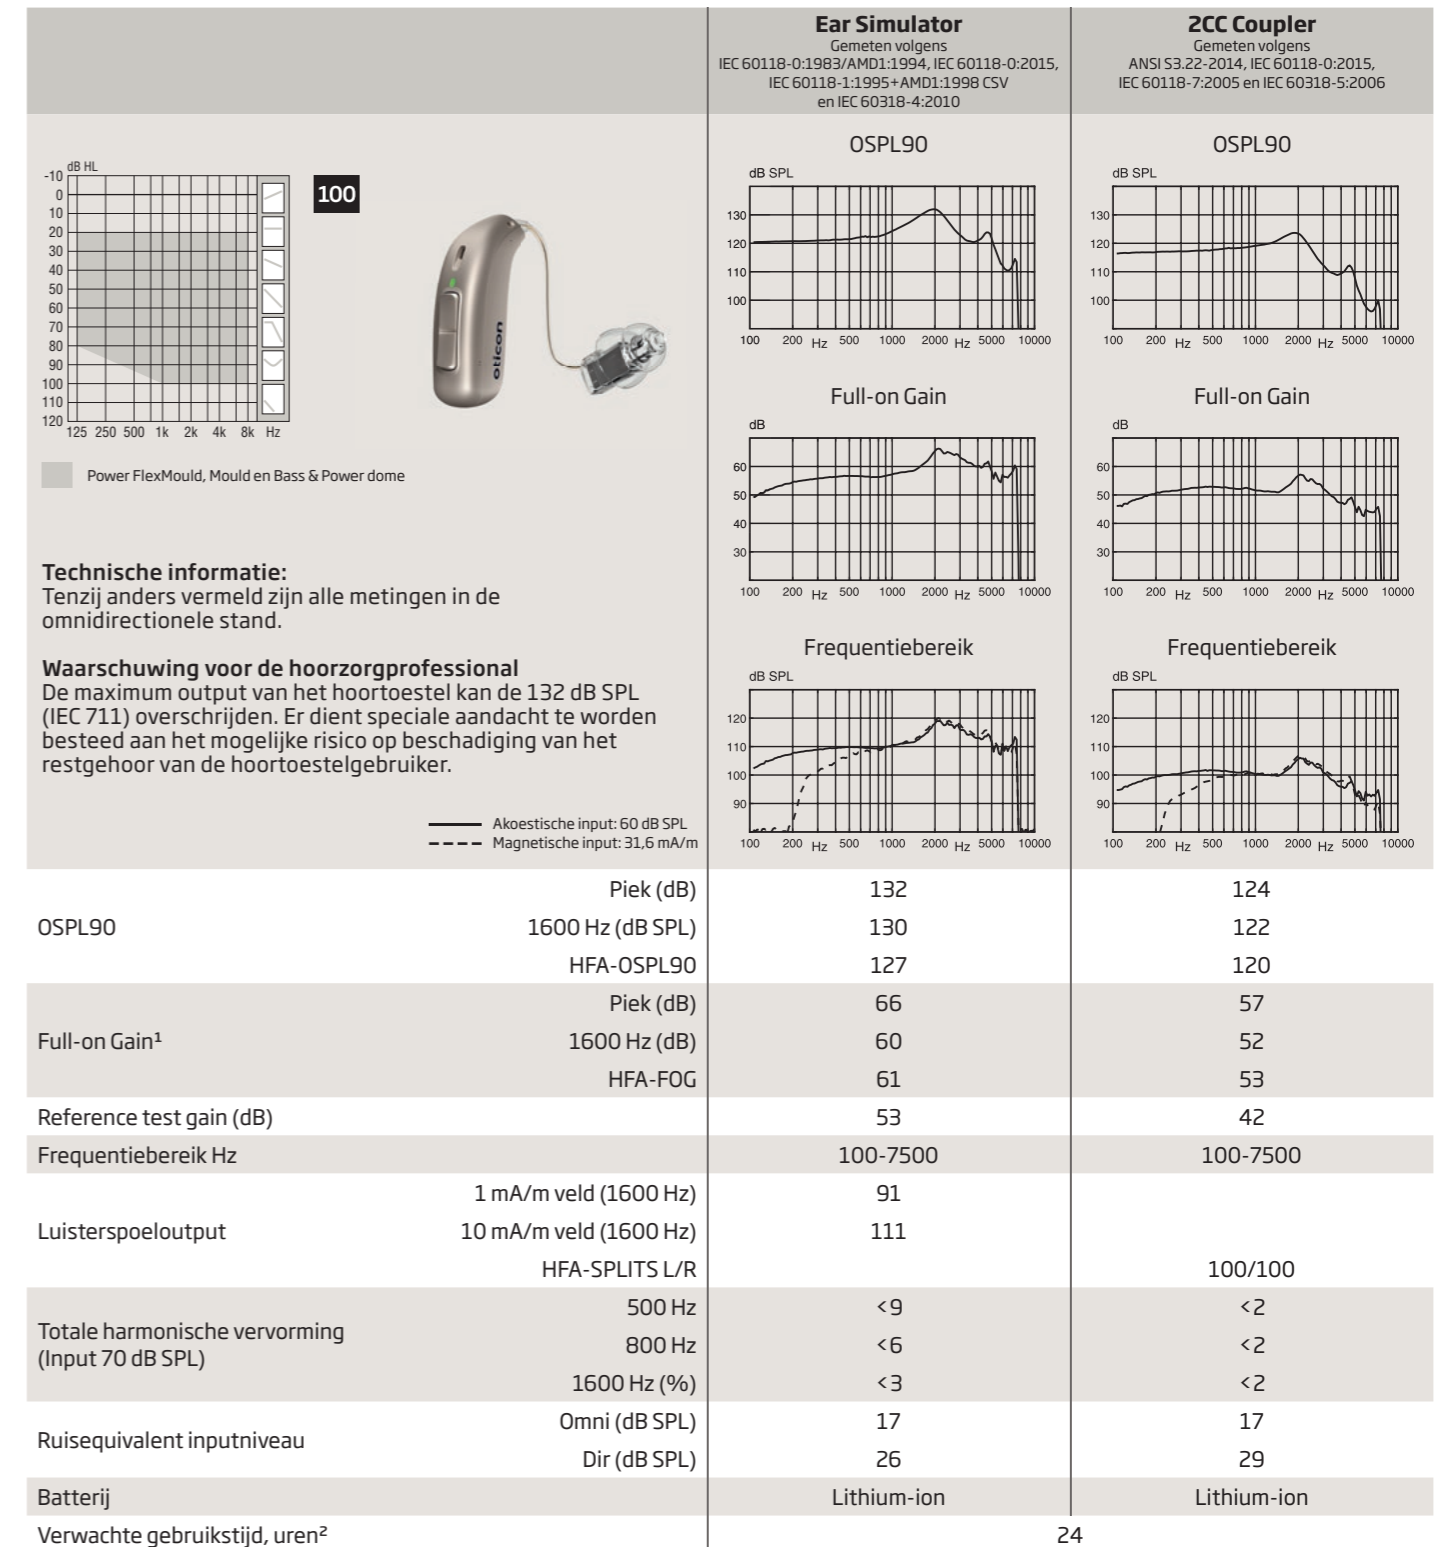 Ear Simulator
Gemeten volgens
IEC 60118-0:1983/AMD1:1994, IEC 60118-0:2015,
IEC 60118-1:1995+AMD1:1998 CSV
en IEC 60318-4:2010
2CC Coupler
Gemeten volgens
ANSI S3.22-2014, IEC 60118-0:2015,
IEC 60118-7:2005 en IEC 60318-5:2006
dB HL
-10
0
10
20
30
40
50
60
70
80
90
100
110
120
125 250 500 1k 2k 4k 8k Hz
100
oticon
Power FlexMould, Mould en Bass & Power dome
Technische informatie:
Tenzij anders vermeld zijn alle metingen in de
omnidirectionele stand.
Waarschuwing voor de hoorzorgprofessional
De maximum output van het hoortoestel kan de 132 dB SPL
(IEC 711) overschrijden. Er dient speciale aandacht te worden
besteed aan het mogelijke risico op beschadiging van het
restgehoor van de hoortoestelgebruiker.
Akoestische input: 60 dB SPL
Magnetische input: 31,6 mA/m
OSPL90
dB SPL
130
120
110
100
100 200 Hz 500 1000 2000 Hz 5000 10000
Full-on Gain
dB
60
50
40
30
100 200 Hz 500 1000 2000 Hz 5000 10000
Frequentiebereik
dB SPL
120
110
100
90
100 200 Hz 500 1000 2000 Hz 5000 10000
OSPL90
dB SPL
130
120
110
100
100 200 Hz 500 1000 2000 Hz 5000 10000
Full-on Gain
dB
60
50
40
30
100 200 Hz 500 1000 2000 Hz 5000 10000
Frequentiebereik
dB SPL
120
110
100
90
100 200 Hz 500 1000 2000 Hz 5000 10000
OSPL90
Piek (dB) 132 124
1600 Hz (dB SPL) 130 122
HFA-OSPL90 127 120
Full-on Gain¹
Piek (dB) 66 57
1600 Hz (dB) 60 52
HFA-FOG 61 53
Reference test gain (dB) 53 42
Frequentiebereik Hz 100-7500 100-7500
Luisterspoeloutput
1 mA/m veld (1600 Hz) 91
10 mA/m veld (1600 Hz) 111
HFA-SPLITS L/R 100/100
Totale harmonische vervorming
(Input 70 dB SPL)
500 Hz <9 <2
800 Hz <6 <2
1600 Hz (%) <3 <2
Ruisequivalent inputniveau
Omni (dB SPL) 17 17
Dir (dB SPL) 26 29
Batterij Lithium-ion Lithium-ion
Verwachte gebruikstijd, uren² 24